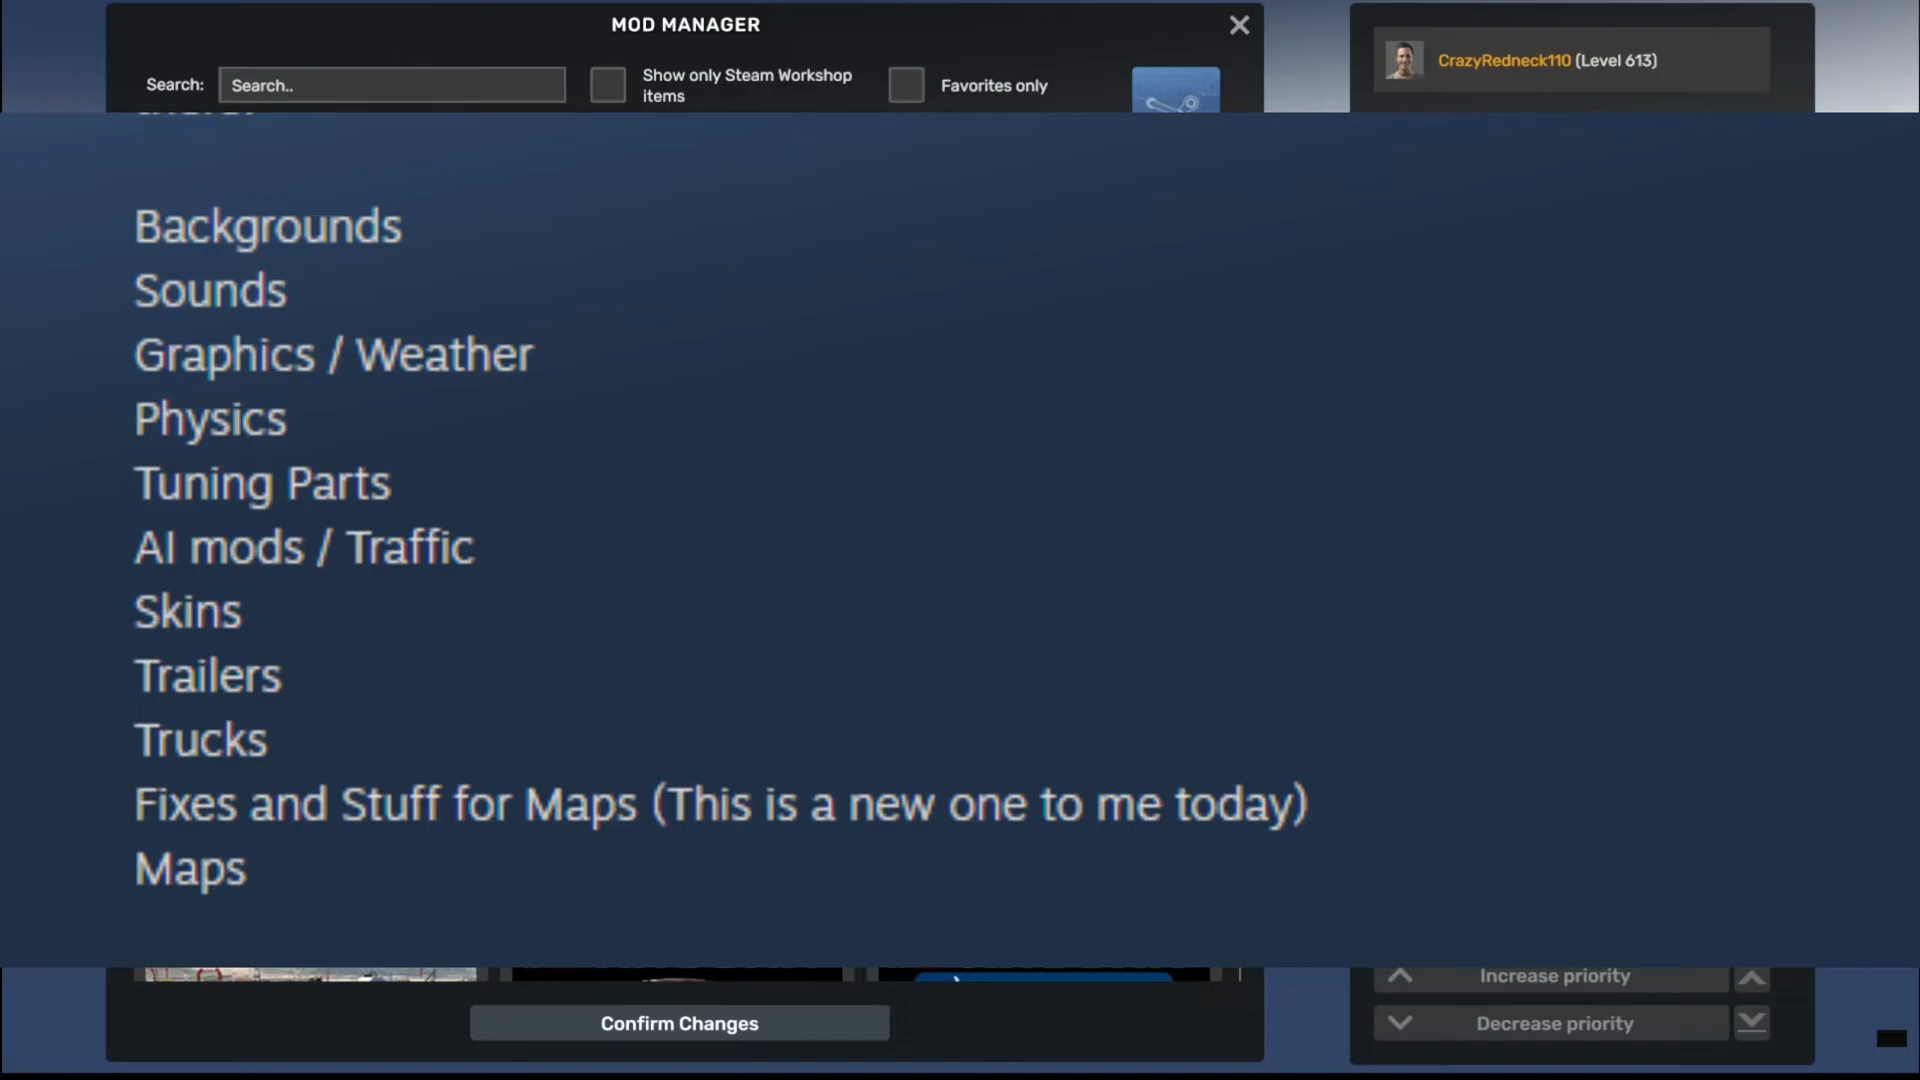 MOD MANAGER
Search: Search.. Show only Steam Workshop items Favorites only
CrazyRedneck110 (Level 613)
Backgrounds
Sounds
Graphics / Weather
Physics
Tuning Parts
AI mods / Traffic
Skins
Trailers
Trucks
Fixes and Stuff for Maps (This is a new one to me today)
Maps
Increase priority
Confirm Changes
Decrease priority